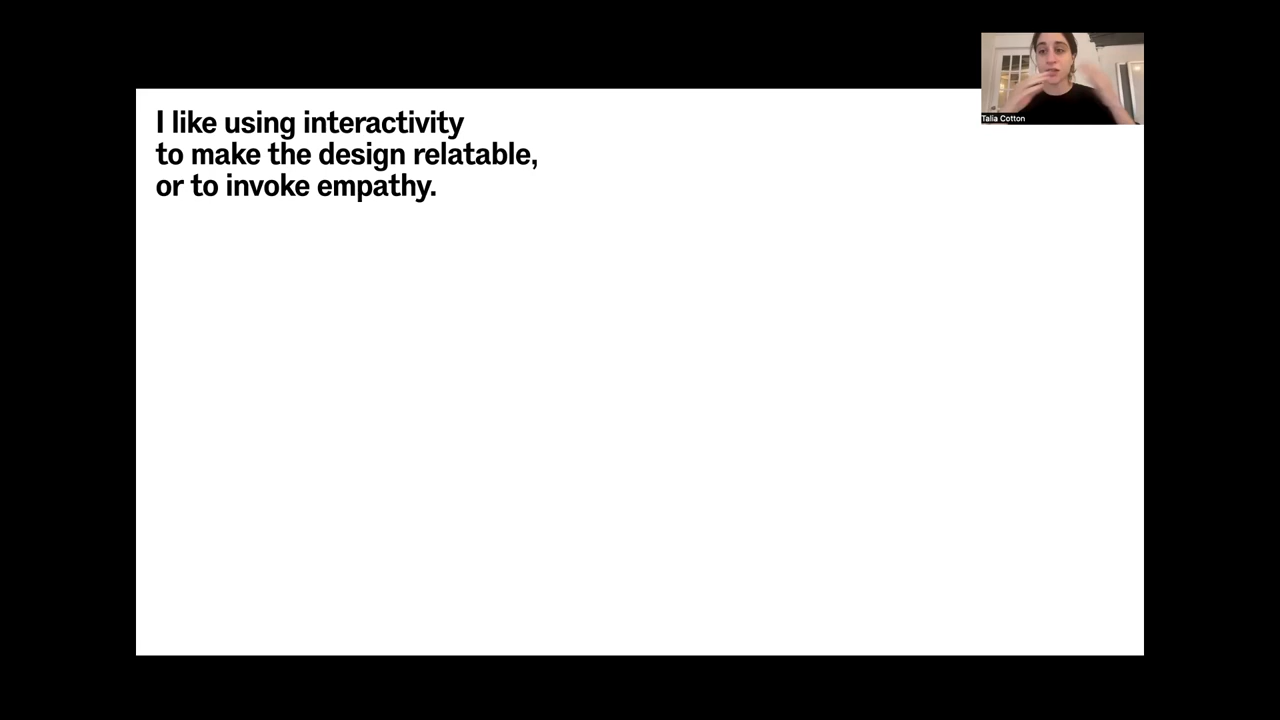 I like using interactivity
to make the design relatable,
or to invoke empathy.
Talia Cotton